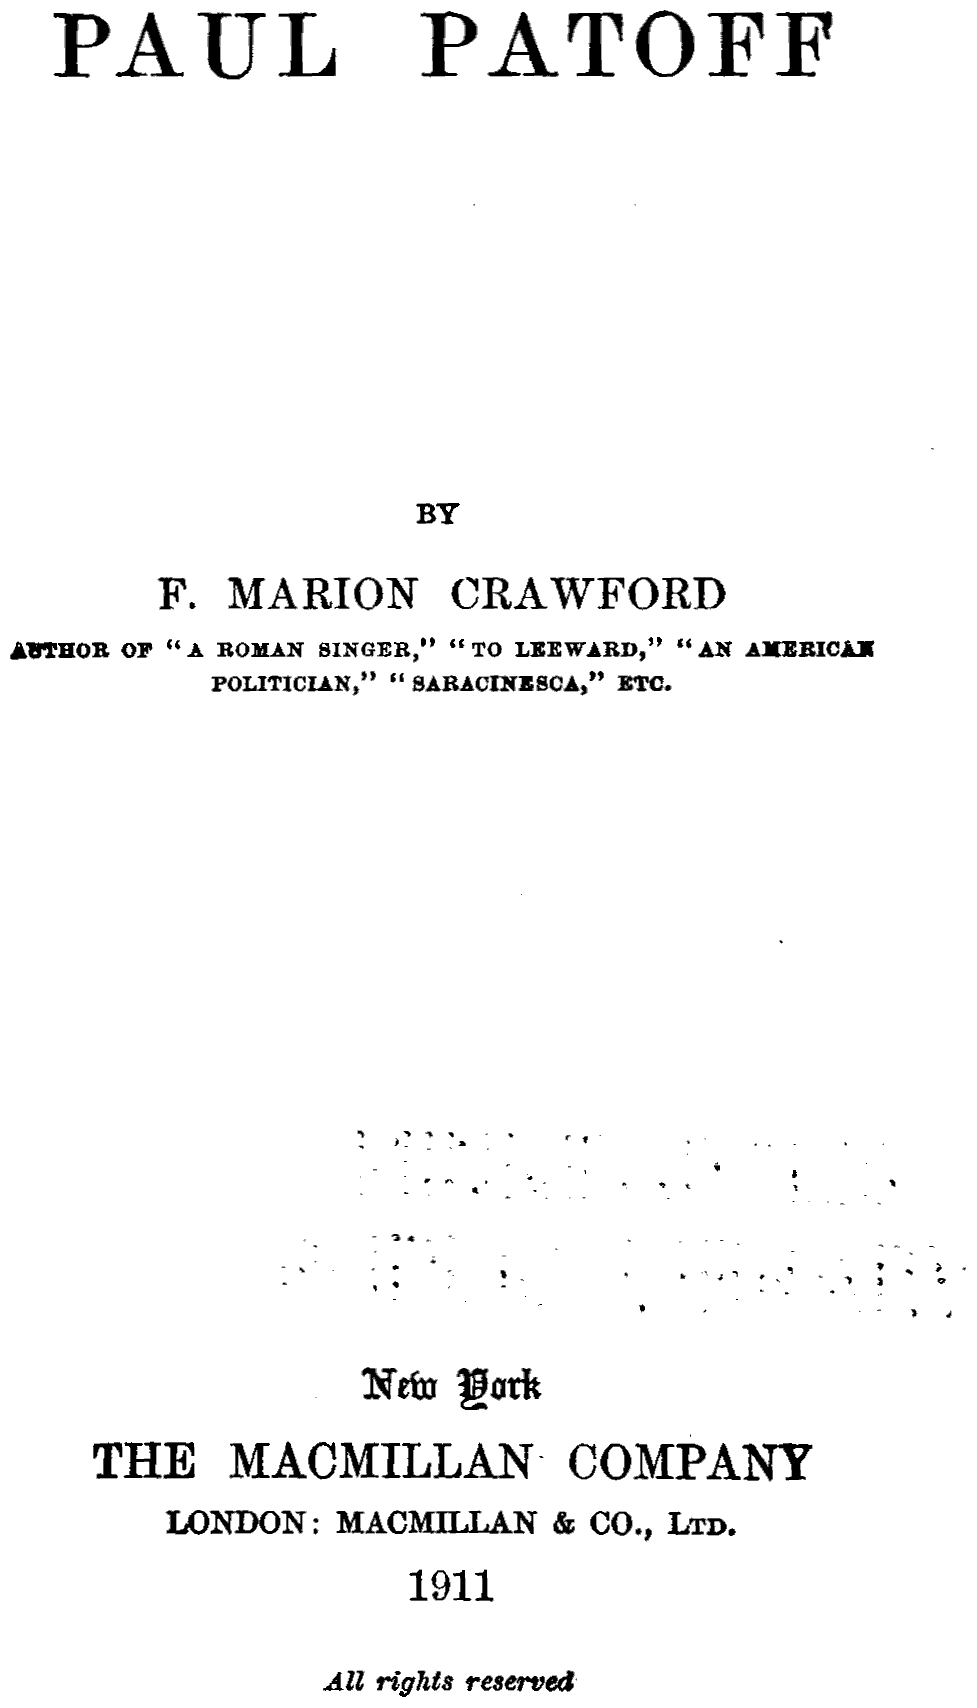 PAUL PATOFF
BY
F. MARION CRAWFORD
AUTHOR OF “A ROMAN SINGER,” “TO LEEWARD,” “AN AMERICAN
POLITICIAN,” “SARACINESCA,” ETC.
New York
THE MACMILLAN COMPANY
LONDON: MACMILLAN & CO., LTD.
1911
All rights reserved